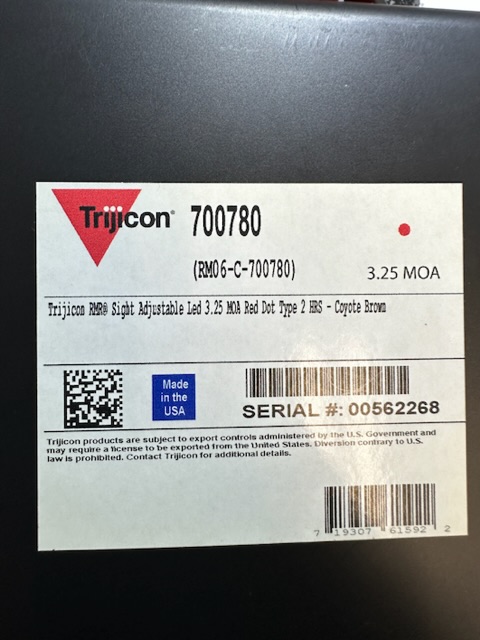 Trijicon® 700780
(RM06-C-700780)
3.25 MOA
Trijicon RMR® Sight Adjustable Led 3.25 MOA Red Dot Type 2 HRS - Coyote Brown
Made
in the
USA
SERIAL #: 00562268
Trijicon products are subject to export controls administered by the U.S. Government and
may require a license to be exported from the United States. Diversion contrary to U.S.
law is prohibited. Contact Trijicon for additional details.
7 19307 61592 2